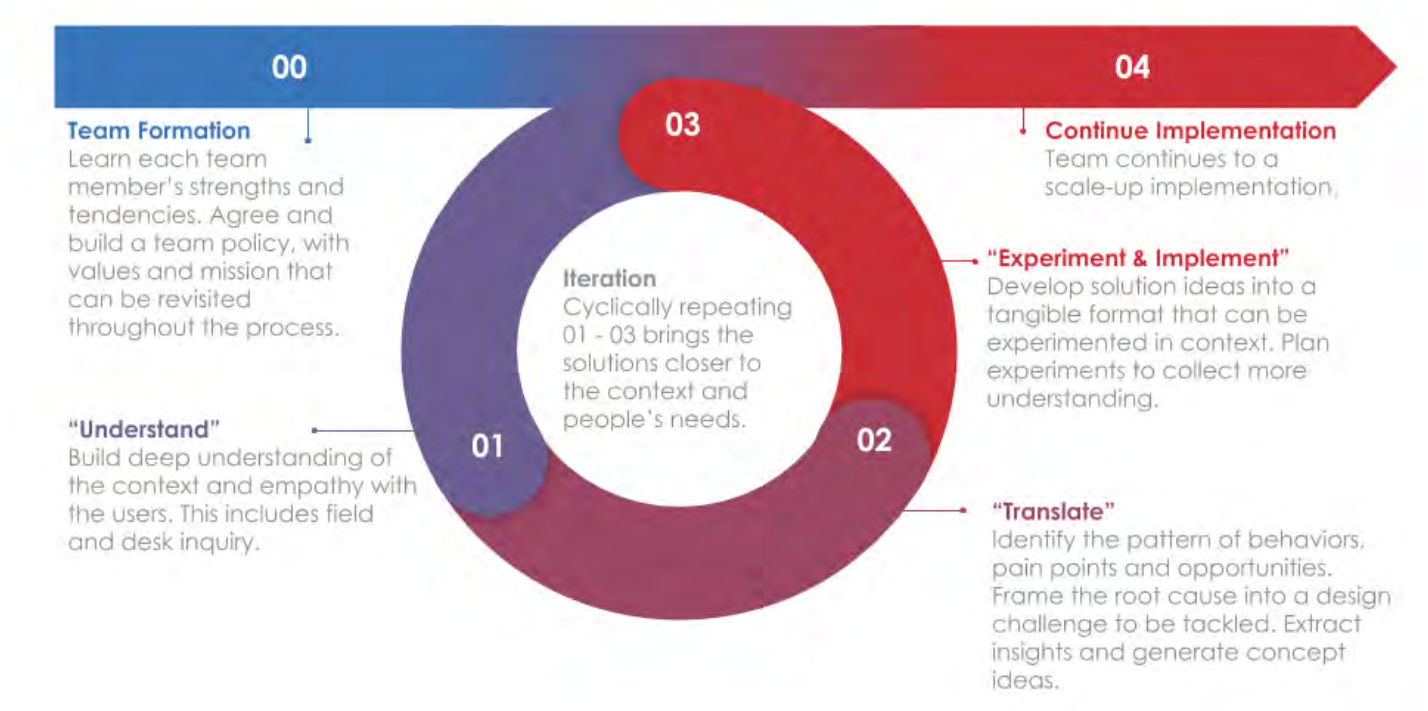 00
04
03
Team Formation
Learn each team
member's strengths and
tendencies. Agree and
build a team policy, with
values and mission that
can be revisited
throughout the process.
Continue Implementation
Team continues to a
scale-up implementation.
Iteration
Cyclically repeating
01 - 03 brings the
solutions closer to
the context and
people's needs.
"Experiment & Implement"
Develop solution ideas into a
tangible format that can be
experimented in context. Plan
experiments to collect more
understanding.
"Understand"
Build deep understanding of
the context and empathy with
the users. This includes field
and desk inquiry.
01
02
"Translate"
Identify the pattern of behaviors,
pain points and opportunities.
Frame the root cause into a design
challenge to be tackled. Extract
insights and generate concept
ideas.